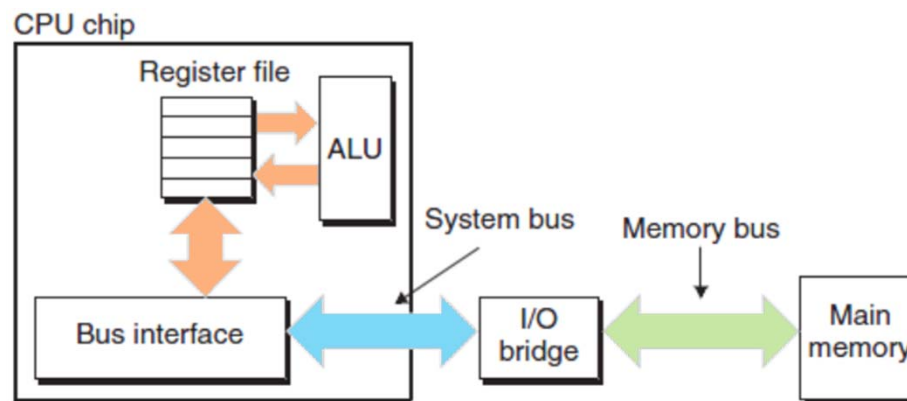 CPU chip
Register file
ALU
System bus
Memory bus
Bus interface
I/O
bridge
Main
memory